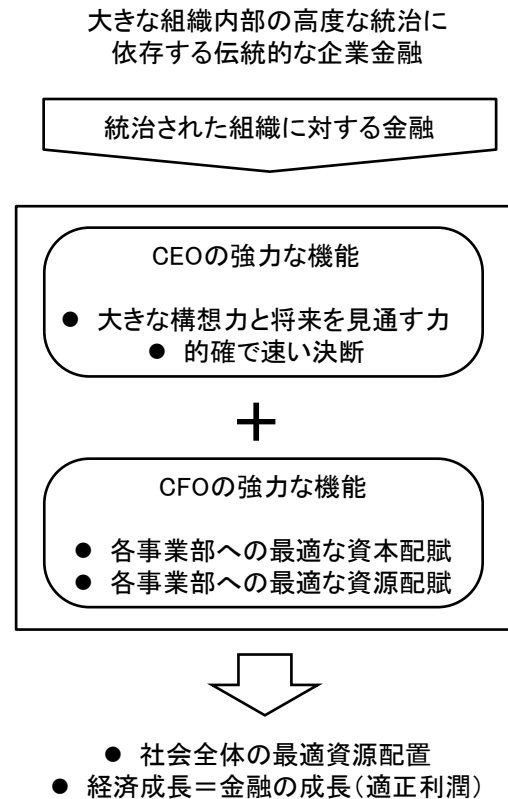 大きな組織内部の高度な統治に
依存する伝統的な企業金融
統治された組織に対する金融
CEOの強力な機能
● 大きな構想力と将来を見通す力
● 的確で速い決断
＋
CFOの強力な機能
● 各事業部への最適な資本配賦
● 各事業部への最適な資源配賦
● 社会全体の最適資源配置
● 経済成長＝金融の成長（適正利潤）